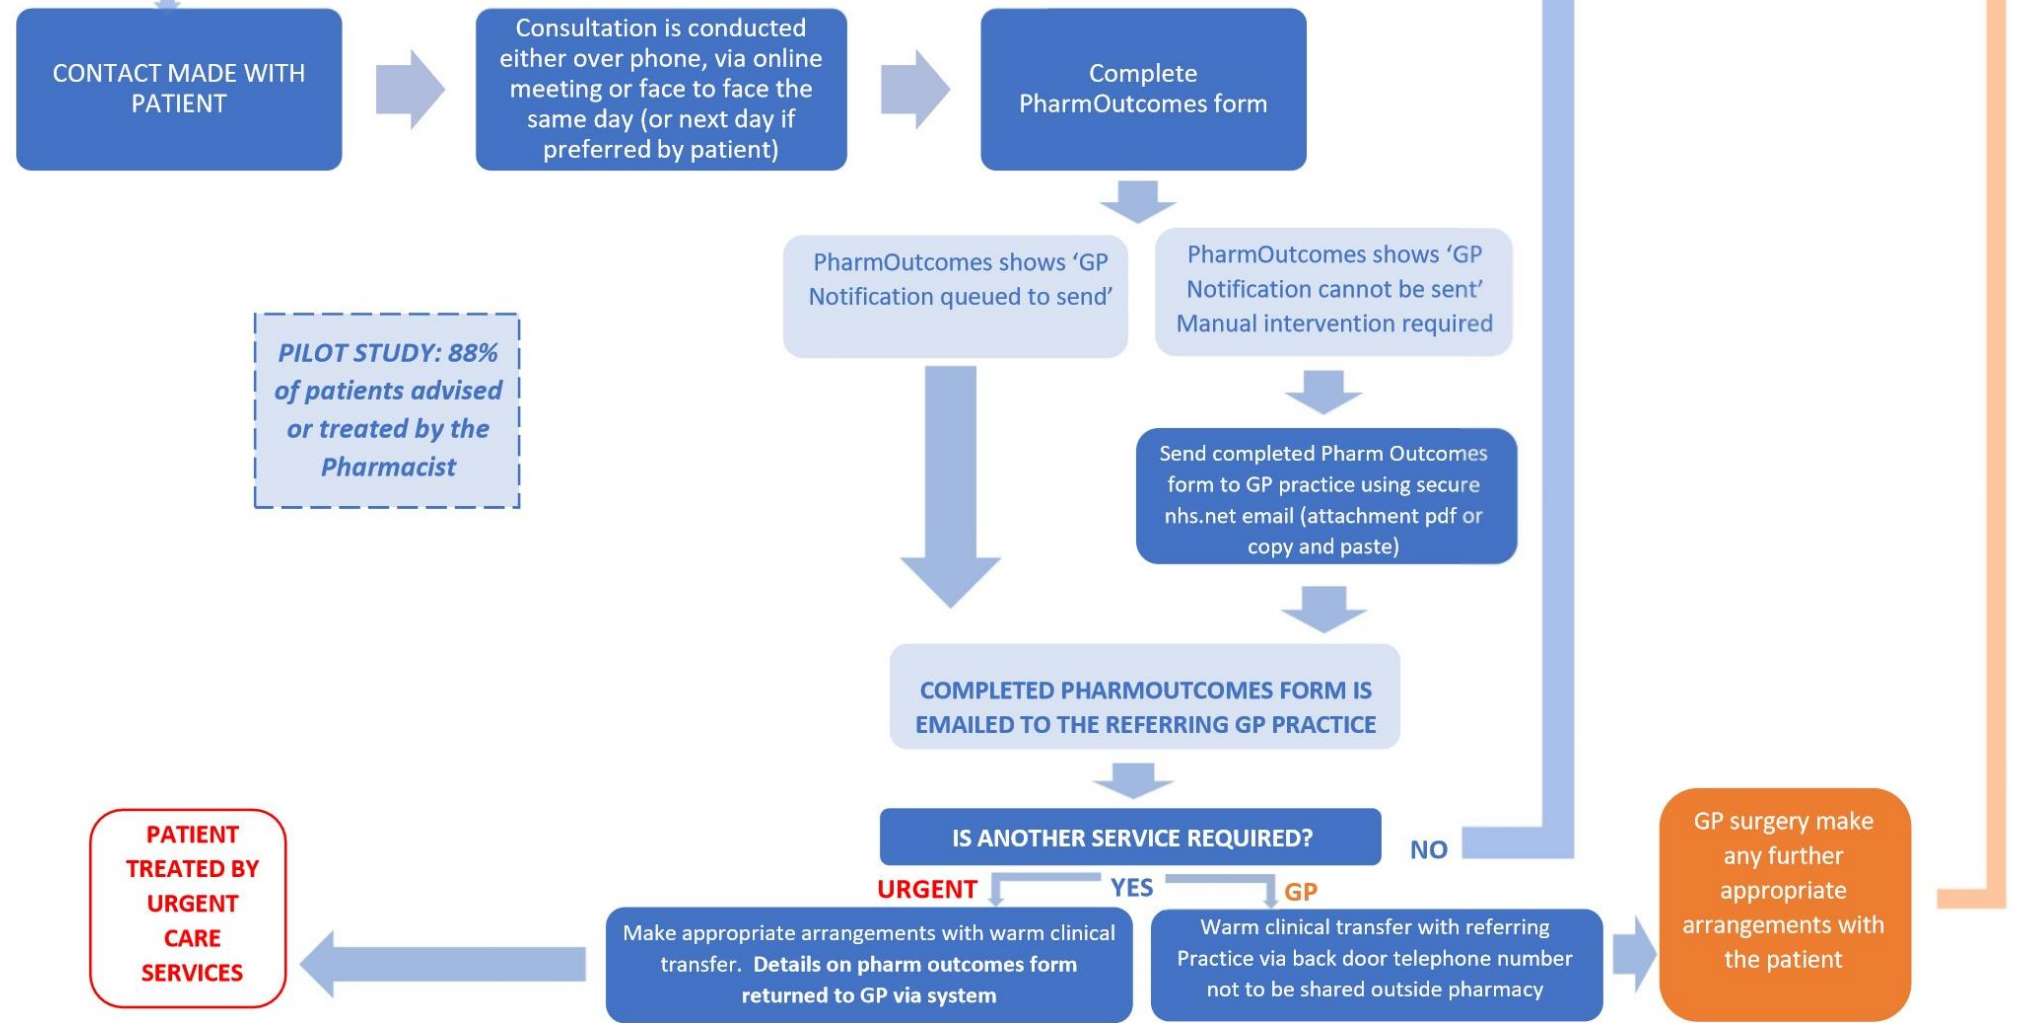 CONTACT MADE WITH
PATIENT
Consultation is conducted
either over phone, via online
meeting or face to face the
same day (or next day if
preferred by patient)
Complete
PharmOutcomes form
PharmOutcomes shows ‘GP
Notification queued to send’
PharmOutcomes shows ‘GP
Notification cannot be sent’
Manual intervention required
PILOT STUDY: 88%
of patients advised
or treated by the
Pharmacist
Send completed Pharm Outcomes
form to GP practice using secure
nhs.net email (attachment pdf or
copy and paste)
COMPLETED PHARMOUTCOMES FORM IS
EMAILED TO THE REFERRING GP PRACTICE
IS ANOTHER SERVICE REQUIRED?
NO
URGENT
YES
GP
PATIENT
TREATED BY
URGENT
CARE
SERVICES
Make appropriate arrangements with warm clinical
transfer. Details on pharm outcomes form
returned to GP via system
Warm clinical transfer with referring
Practice via back door telephone number
not to be shared outside pharmacy
GP surgery make
any further
appropriate
arrangements with
the patient